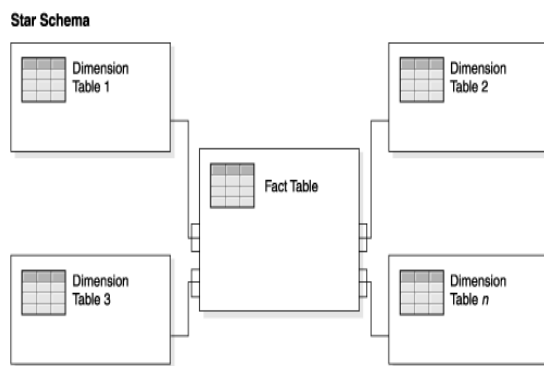 Star Schema
Dimension
Table 1
Dimension
Table 2
Fact Table
Dimension
Table 3
Dimension
Table n